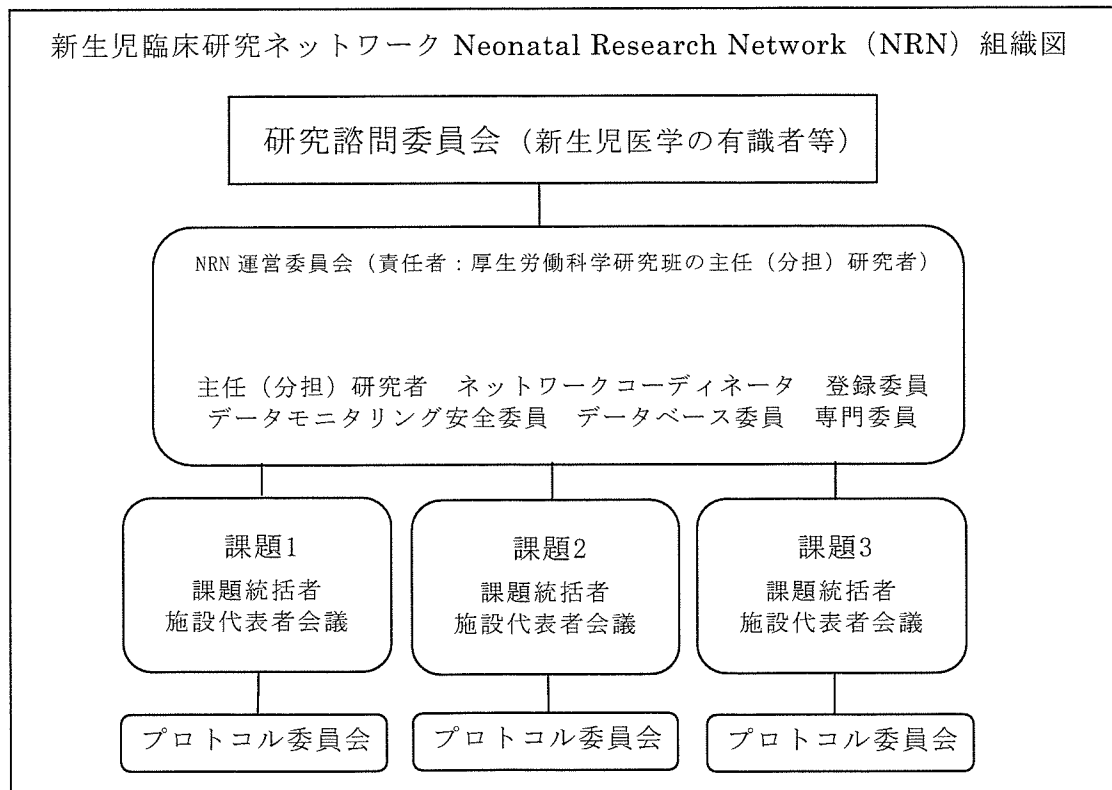 新生児臨床研究ネットワーク Neonatal Research Network（NRN）組織図
研究諮問委員会（新生児医学の有識者等）
NRN 運営委員会（責任者：厚生労働科学研究班の主任（分担）研究者）
主任（分担）研究者　ネットワークコーディネータ　登録委員
データモニタリング安全委員　データベース委員　専門委員
課題1
課題統括者
施設代表者会議
課題2
課題統括者
施設代表者会議
課題3
課題統括者
施設代表者会議
プロトコル委員会
プロトコル委員会
プロトコル委員会